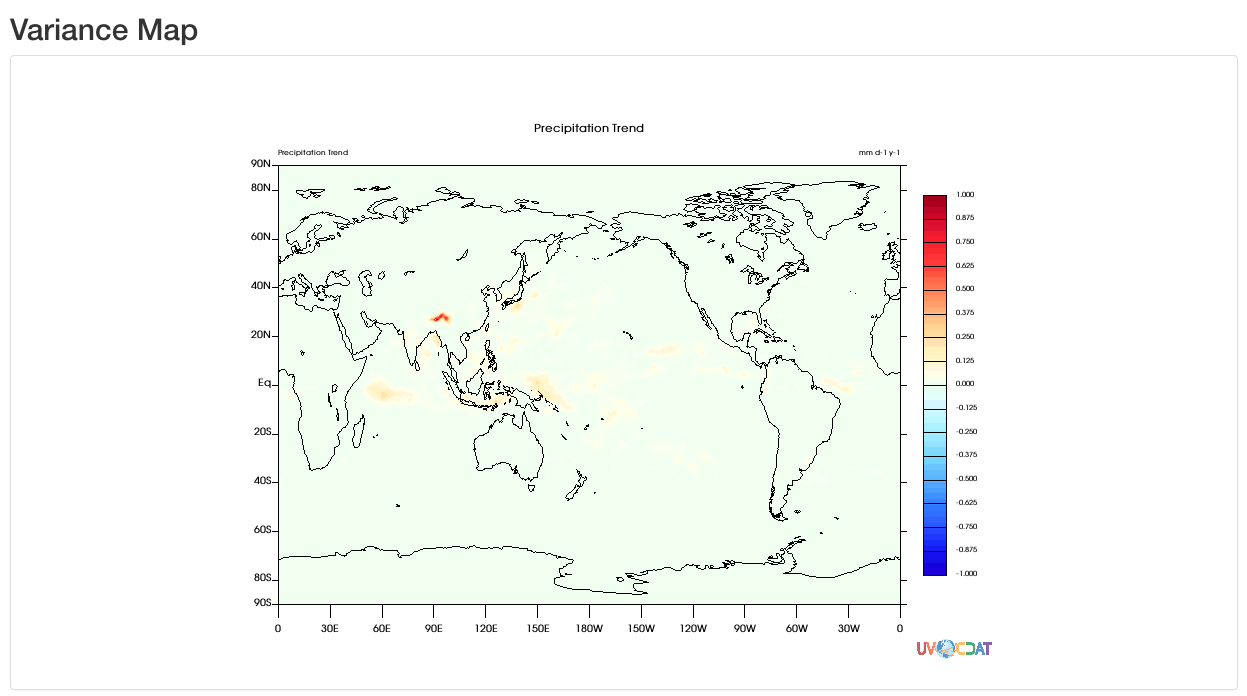 Variance Map
Precipitation Trend
Precipitation Trend mm d-1 y-1
90N
80N
60N
40N
20N
Eq
20S
40S
60S
80S
90S
0 30E 60E 90E 120E 150E 180W 150W 120W 90W 60W 30W 0
1.000
0.875
0.750
0.625
0.500
0.375
0.250
0.125
0.000
-0.125
-0.250
-0.375
-0.500
-0.625
-0.750
-0.875
-1.000
UV CDAT